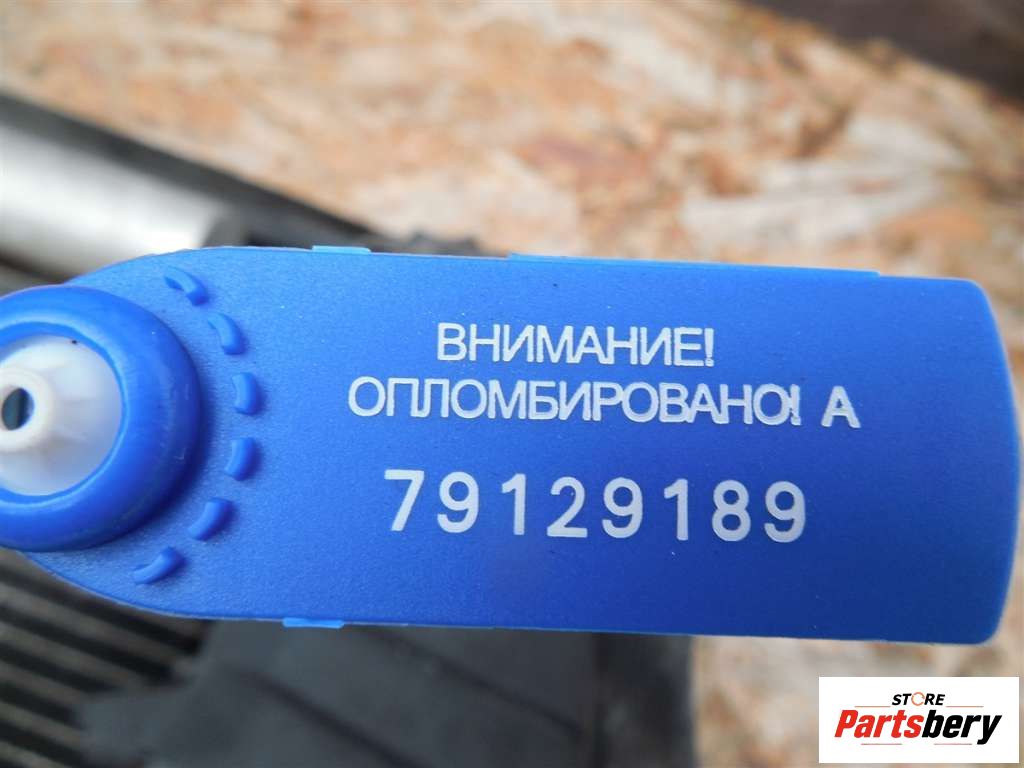 ВНИМАНИЕ!
ОПЛОМБИРОВАНО! А
79129189
STORE
Partsbery